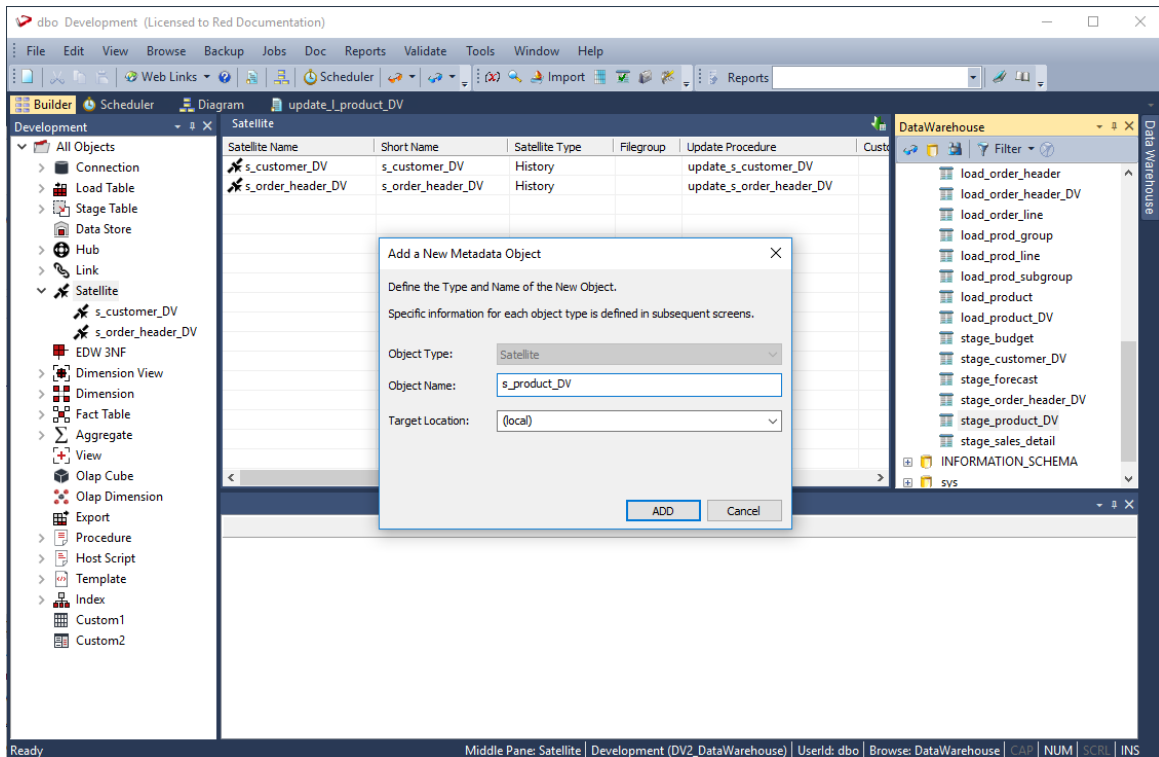 dbo Development (Licensed to Red Documentation)
File Edit View Browse Backup Jobs Doc Reports Validate Tools Window Help
Web Links Scheduler Import Reports
Builder Scheduler Diagram update_l_product_DV
Development
All Objects
Connection
Load Table
Stage Table
Data Store
Hub
Link
Satellite
s_customer_DV
s_order_header_DV
EDW 3NF
Dimension View
Dimension
Fact Table
Aggregate
View
Olap Cube
Olap Dimension
Export
Procedure
Host Script
Template
Index
Custom1
Custom2
Satellite
Satellite Name Short Name Satellite Type Filegroup Update Procedure Custo
s_customer_DV s_customer_DV History update_s_customer_DV
s_order_header_DV s_order_header_DV History update_s_order_header_DV
Add a New Metadata Object
Define the Type and Name of the New Object.
Specific information for each object type is defined in subsequent screens.
Object Type: Satellite
Object Name: s_product_DV
Target Location: (local)
ADD Cancel
DataWarehouse
Filter
load_order_header
load_order_header_DV
load_order_line
load_prod_group
load_prod_line
load_prod_subgroup
load_product
load_product_DV
stage_budget
stage_customer_DV
stage_forecast
stage_order_header_DV
stage_product_DV
stage_sales_detail
INFORMATION_SCHEMA
sys
Data Warehouse
Ready Middle Pane: Satellite Development (DV2_DataWarehouse) UserId: dbo Browse: DataWarehouse CAP NUM SCRL INS